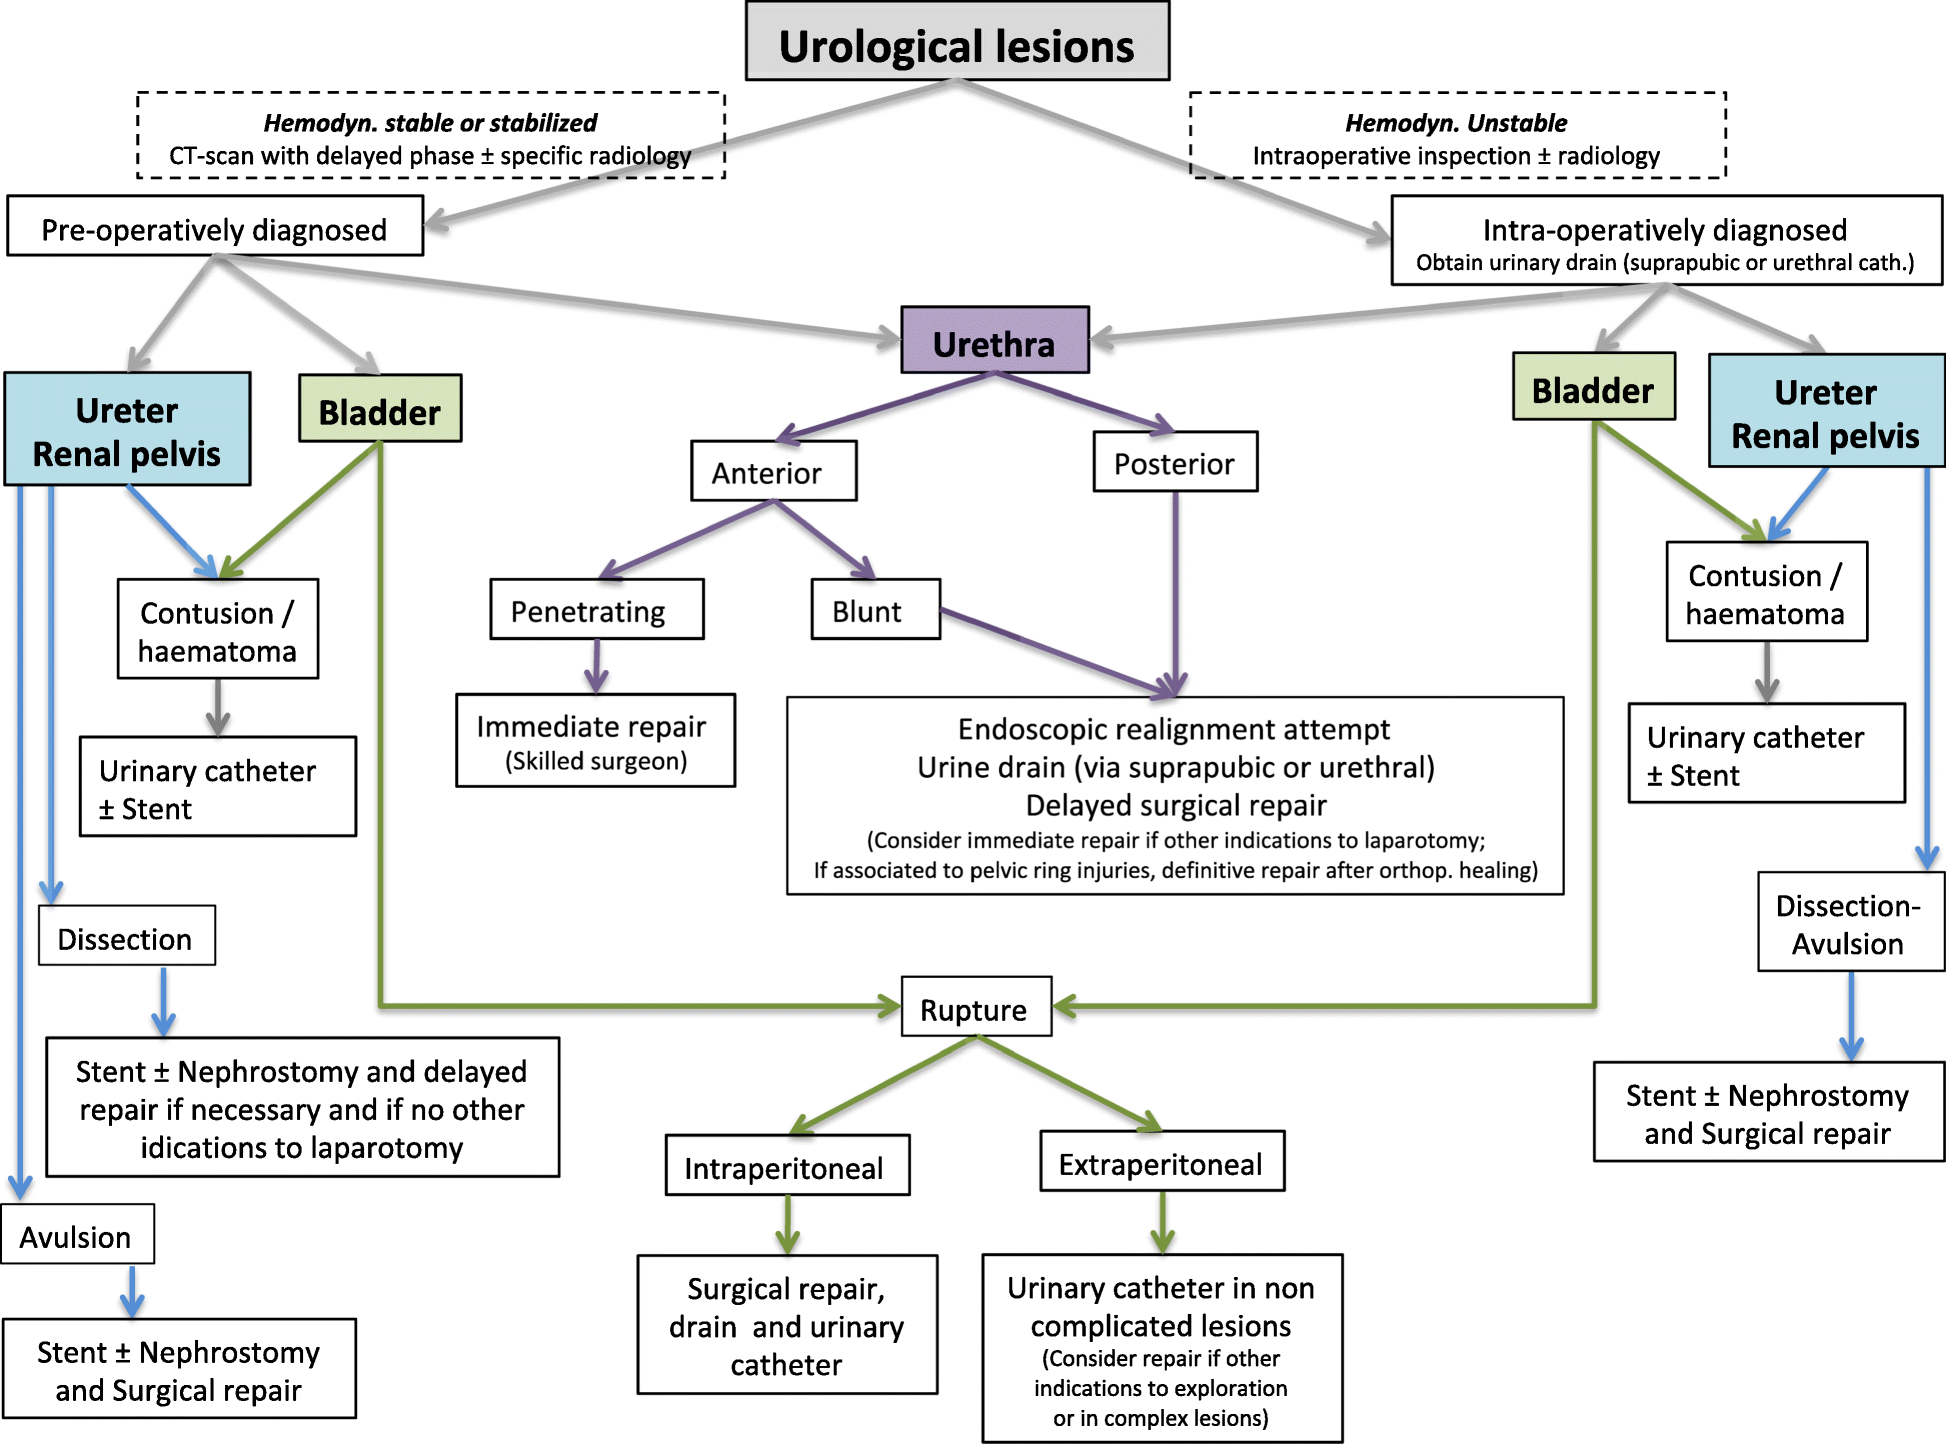 Urological lesions
Hemodyn. stable or stabilized
CT-scan with delayed phase ± specific radiology
Hemodyn. Unstable
Intraoperative inspection ± radiology
Pre-operatively diagnosed
Intra-operatively diagnosed
Obtain urinary drain (suprapubic or urethral cath.)
Urethra
Ureter
Renal pelvis
Bladder
Bladder
Ureter
Renal pelvis
Anterior
Posterior
Contusion /
haematoma
Penetrating
Blunt
Contusion /
haematoma
Urinary catheter
± Stent
Immediate repair
(Skilled surgeon)
Endoscopic realignment attempt
Urine drain (via suprapubic or urethral)
Delayed surgical repair
(Consider immediate repair if other indications to laparotomy;
If associated to pelvic ring injuries, definitive repair after orthop. healing)
Urinary catheter
± Stent
Dissection
Dissection-
Avulsion
Rupture
Stent ± Nephrostomy and delayed
repair if necessary and if no other
idications to laparotomy
Stent ± Nephrostomy
and Surgical repair
Intraperitoneal
Extraperitoneal
Avulsion
Surgical repair,
drain and urinary
catheter
Urinary catheter in non
complicated lesions
(Consider repair if other
indications to exploration
or in complex lesions)
Stent ± Nephrostomy
and Surgical repair